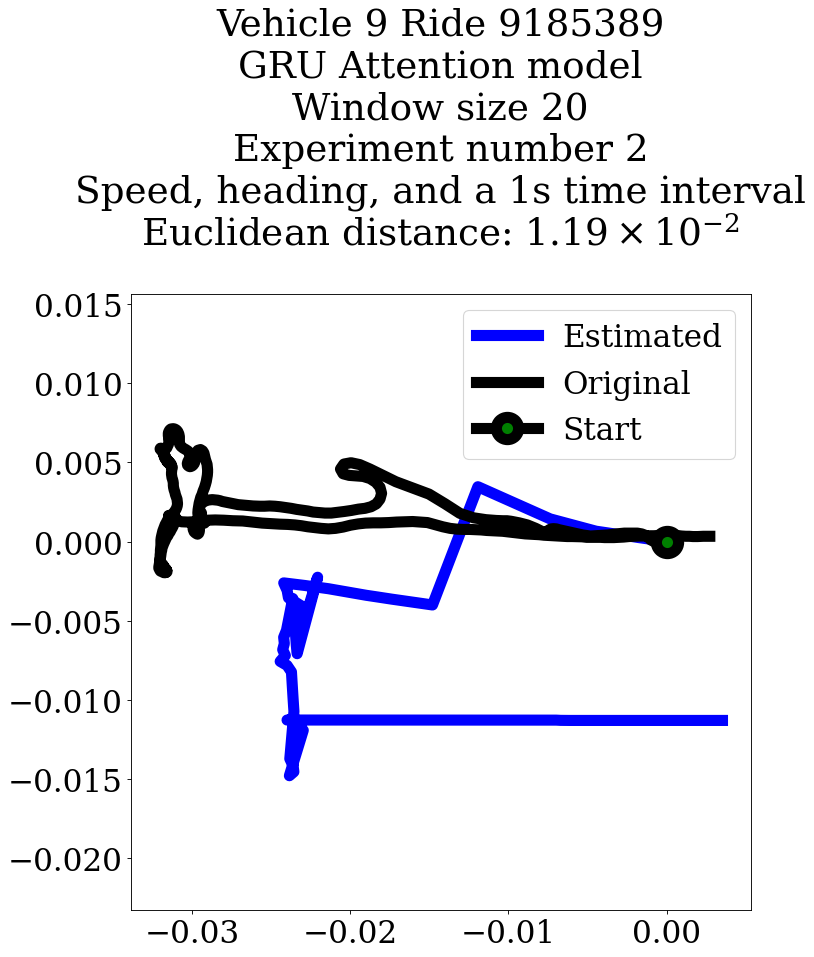 Vehicle 9 Ride 9185389
GRU Attention model
Window size 20
Experiment number 2
Speed, heading, and a 1s time interval
Euclidean distance: 1.19 × 10⁻²
0.015
0.010
0.005
0.000
−0.005
−0.010
−0.015
−0.020
Estimated
Original
Start
−0.03 −0.02 −0.01 0.00